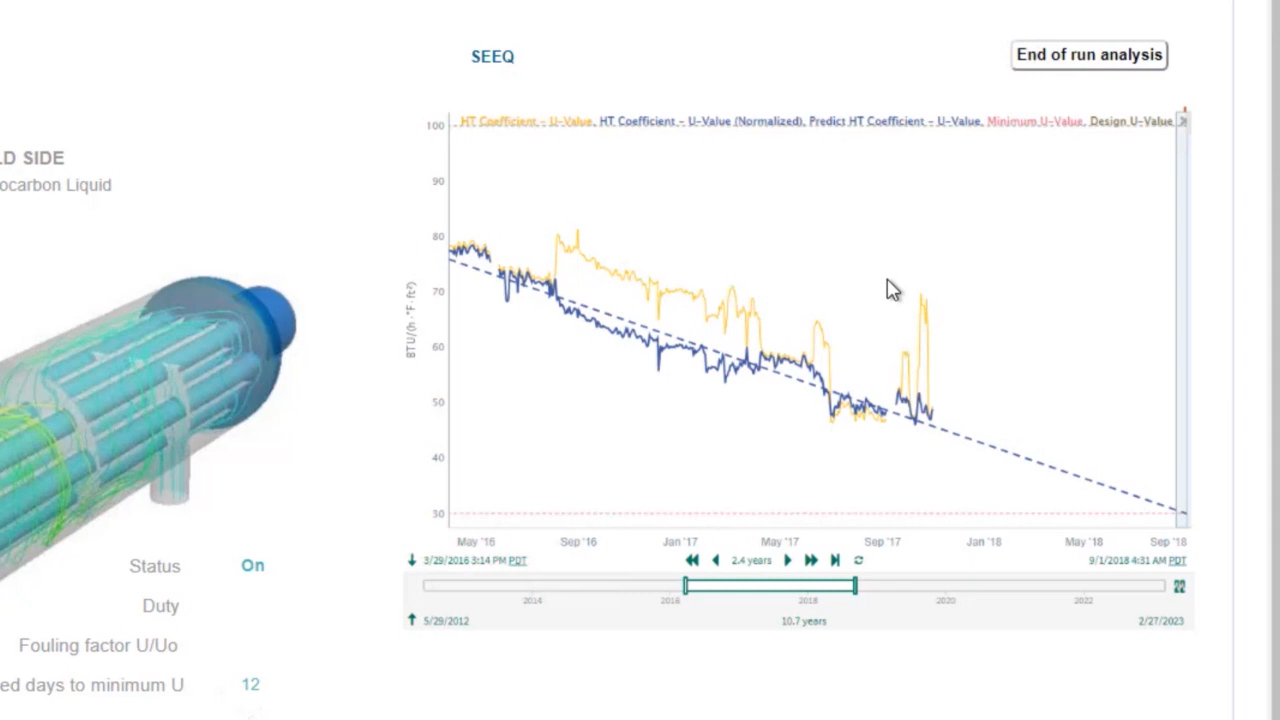 SEEQ
End of run analysis
HT Coefficient - U-Value, HT Coefficient - U-Value (Normalized), Predict HT Coefficient - U-Value, Minimum U-Value, Design U-Value
LD SIDE
ocarbon Liquid
100
90
80
70
60
50
40
30
BTU/(h·°F·ft²)
May '16 Sep '16 Jan '17 May '17 Sep '17 Jan '18 May '18 Sep '18
3/29/2016 3:14 PM PDT 2.4 years 9/1/2018 4:31 AM PDT
2014 2016 2018 2020 2022
5/29/2012 10.7 years 2/27/2023
Status On
Duty
Fouling factor U/Uo
ed days to minimum U 12